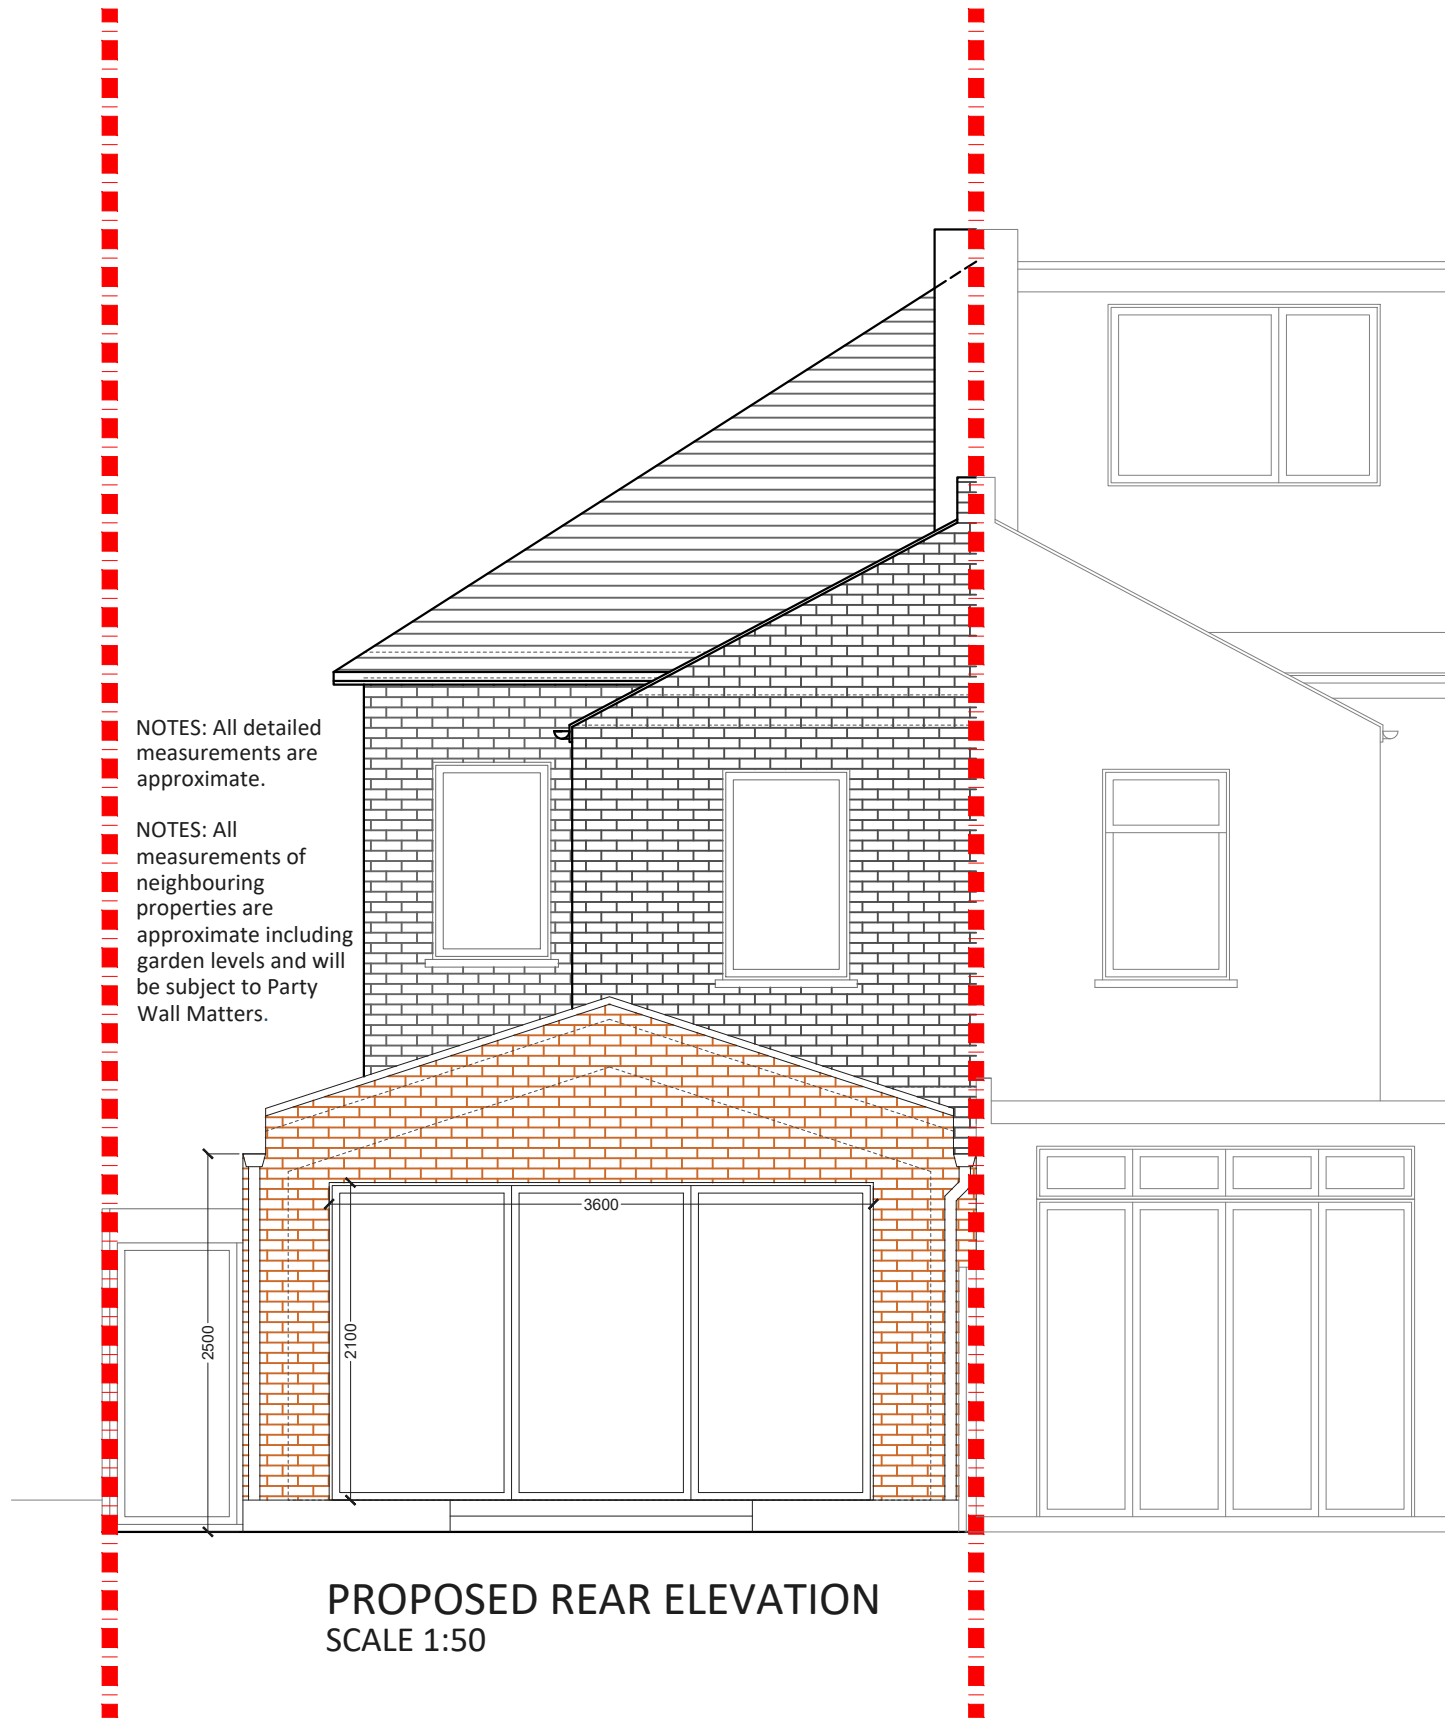 NOTES: All detailed
measurements are
approximate.
NOTES: All
measurements of
neighbouring
properties are
approximate including
garden levels and will
be subject to Party
Wall Matters.
3600
2500
2100
PROPOSED REAR ELEVATION
SCALE 1:50